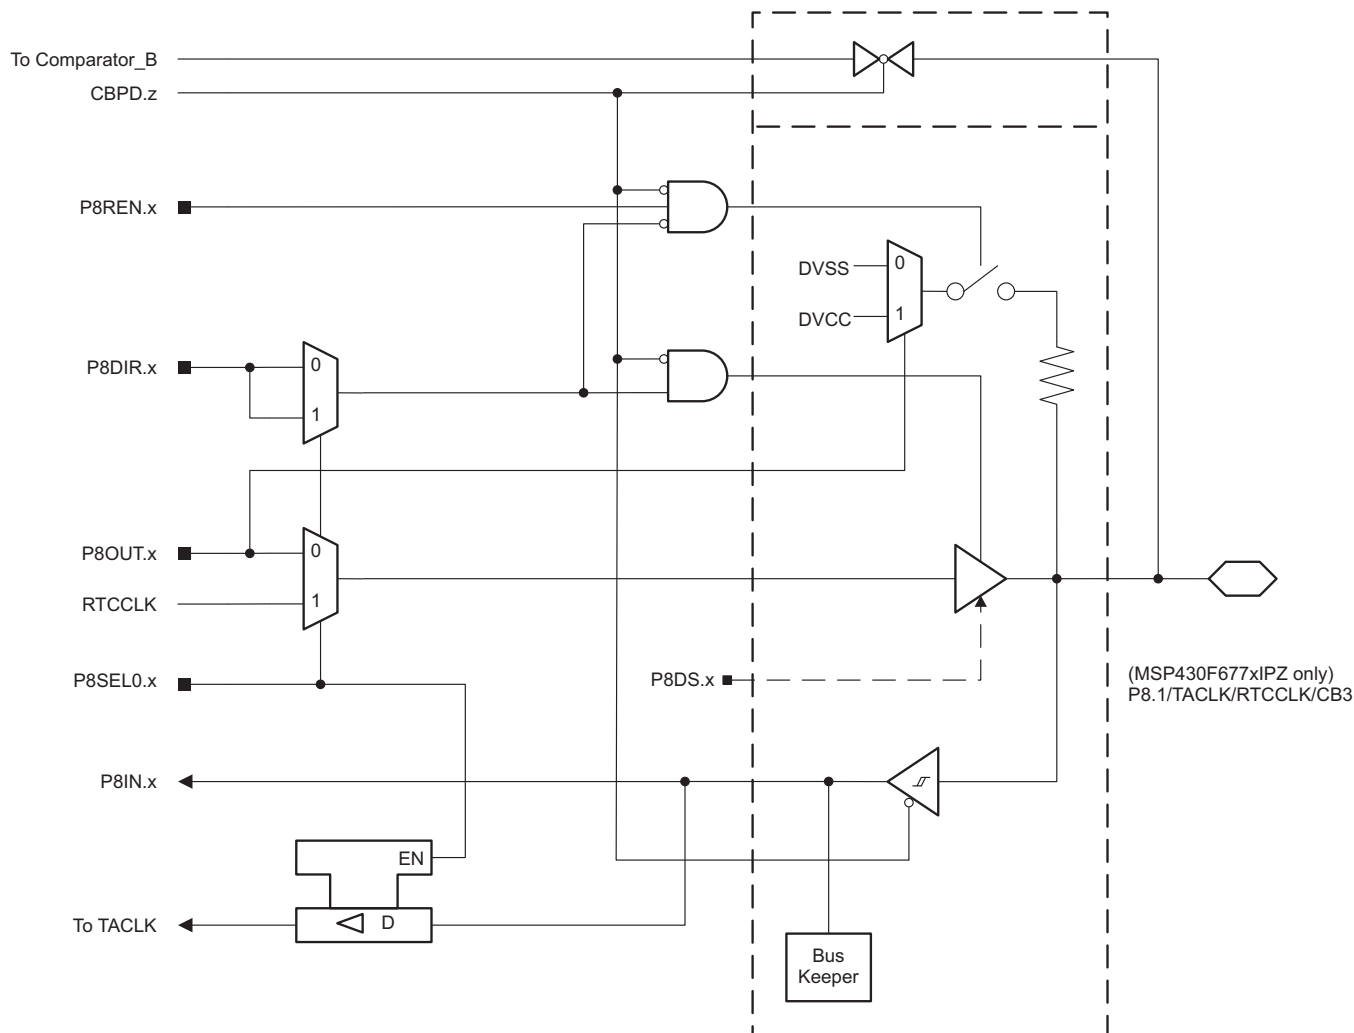 To Comparator_B
CBPD.z
P8REN.x
DVSS
0
DVCC
1
P8DIR.x
0
1
P8OUT.x
0
RTCCLK
1
P8SEL0.x
P8DS.x
(MSP430F677xIPZ only)
P8.1/TACLK/RTCCLK/CB3
P8IN.x
EN
To TACLK
D
Bus
Keeper